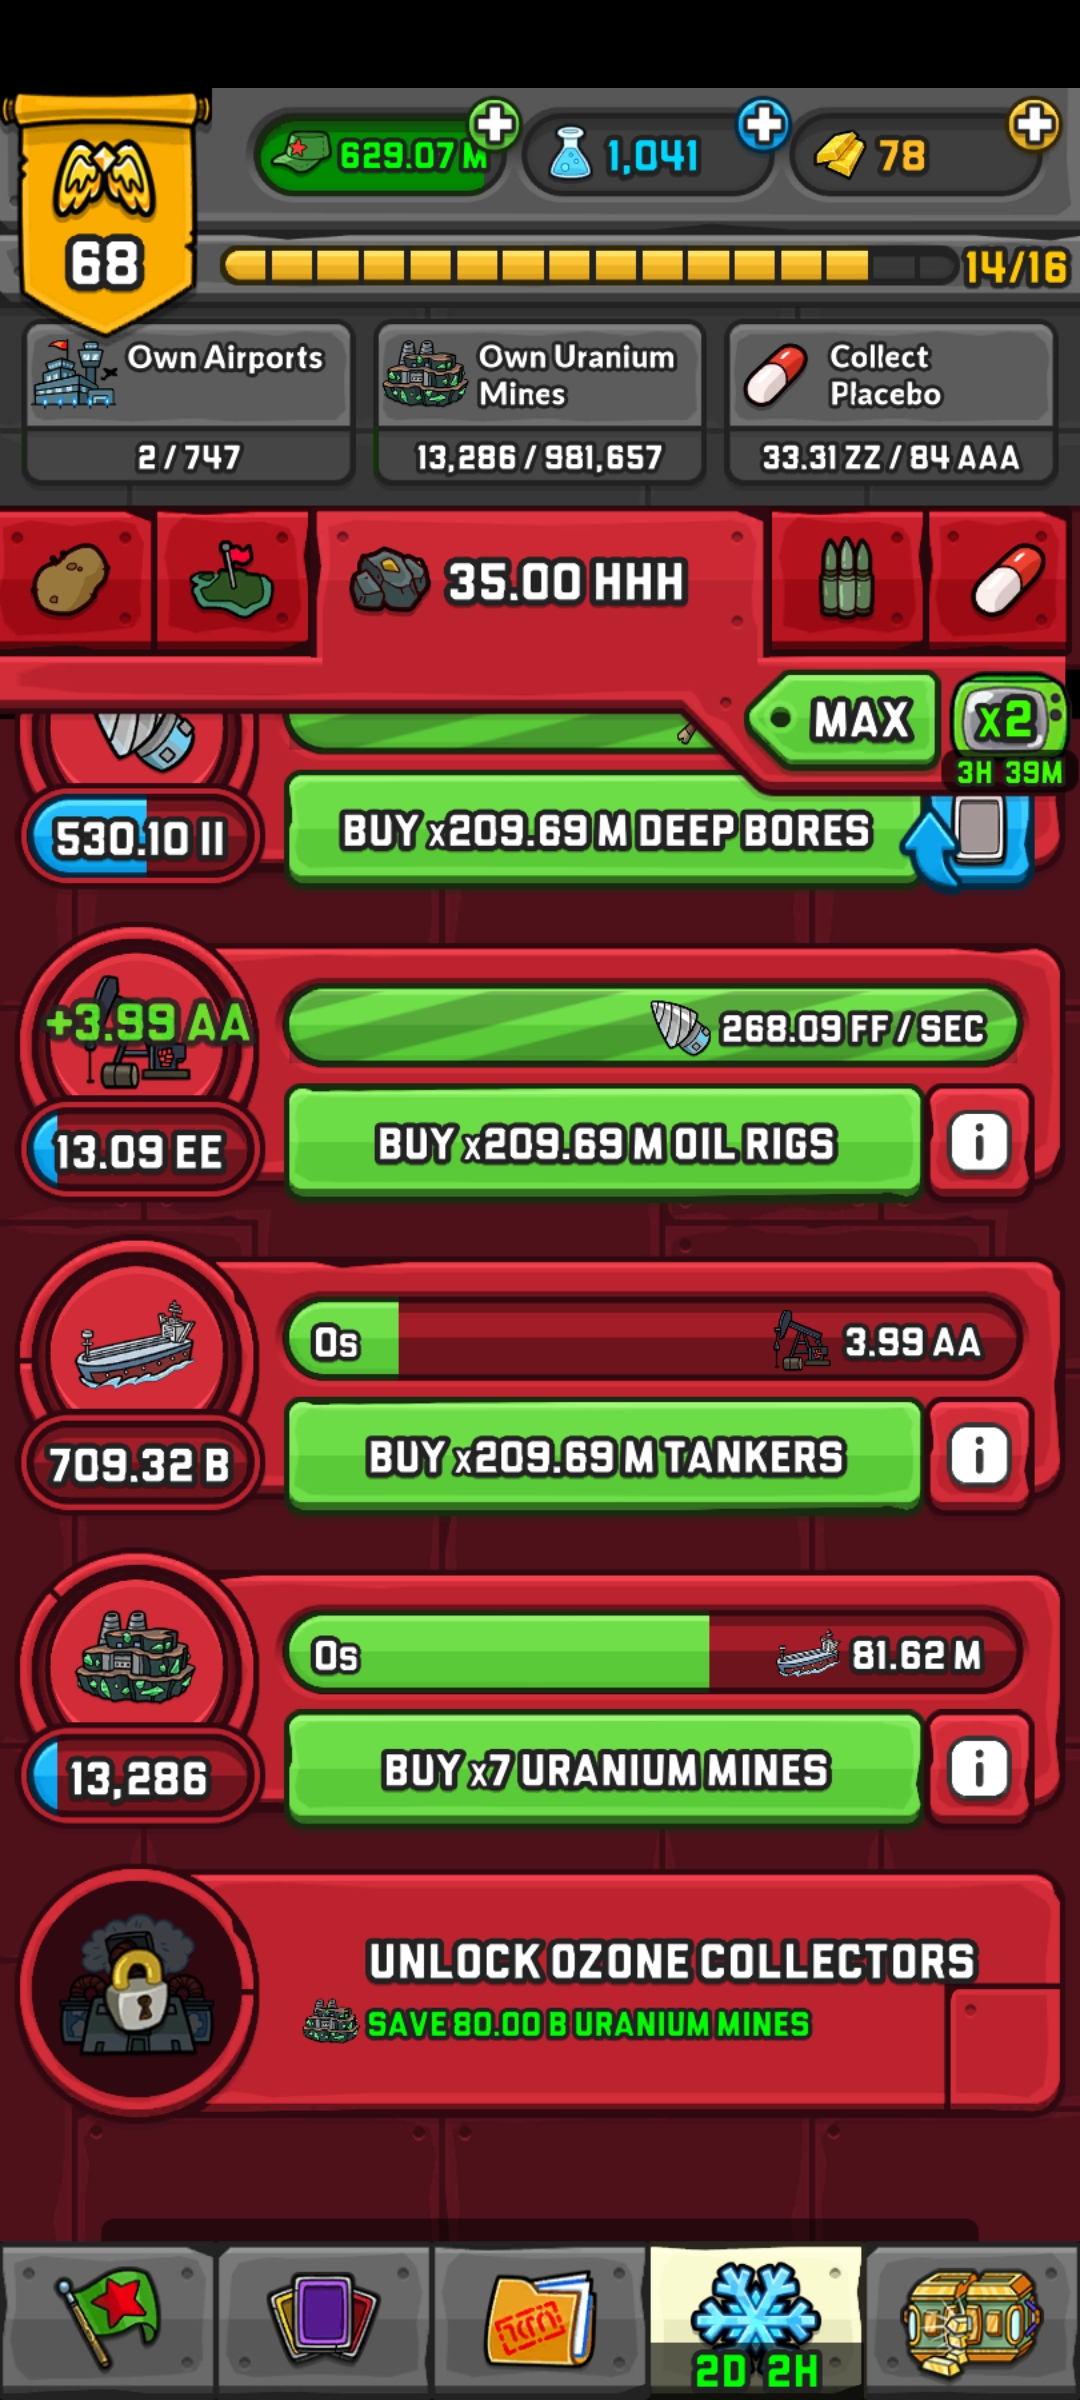 629.07 M
1,041
78
68
14/16
Own Airports
2 / 747
Own Uranium
Mines
13,286 / 981,657
Collect
Placebo
33.31 ZZ / 84 AAA
35.00 HHH
MAX
x2
3H 39M
530.10 II
BUY x209.69 M DEEP BORES
+3.99 AA
268.09 FF / SEC
13.09 EE
BUY x209.69 M OIL RIGS
i
0s
3.99 AA
709.32 B
BUY x209.69 M TANKERS
i
0s
81.62 M
13,286
BUY x7 URANIUM MINES
i
UNLOCK OZONE COLLECTORS
SAVE 80.00 B URANIUM MINES
2D 2H